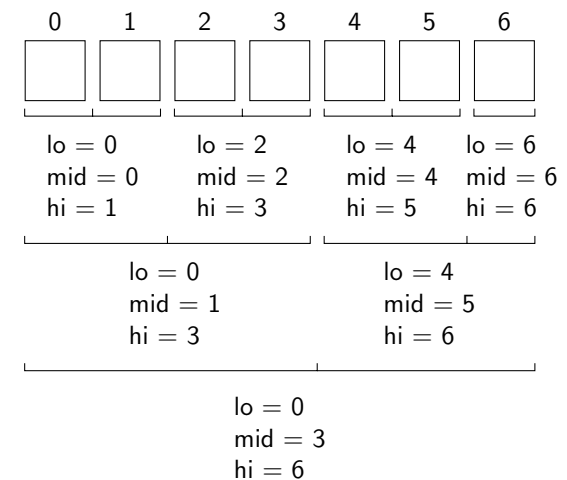 0 1 2 3 4 5 6
lo = 0 lo = 2 lo = 4 lo = 6
mid = 0 mid = 2 mid = 4 mid = 6
hi = 1 hi = 3 hi = 5 hi = 6
lo = 0 lo = 4
mid = 1 mid = 5
hi = 3 hi = 6
lo = 0
mid = 3
hi = 6